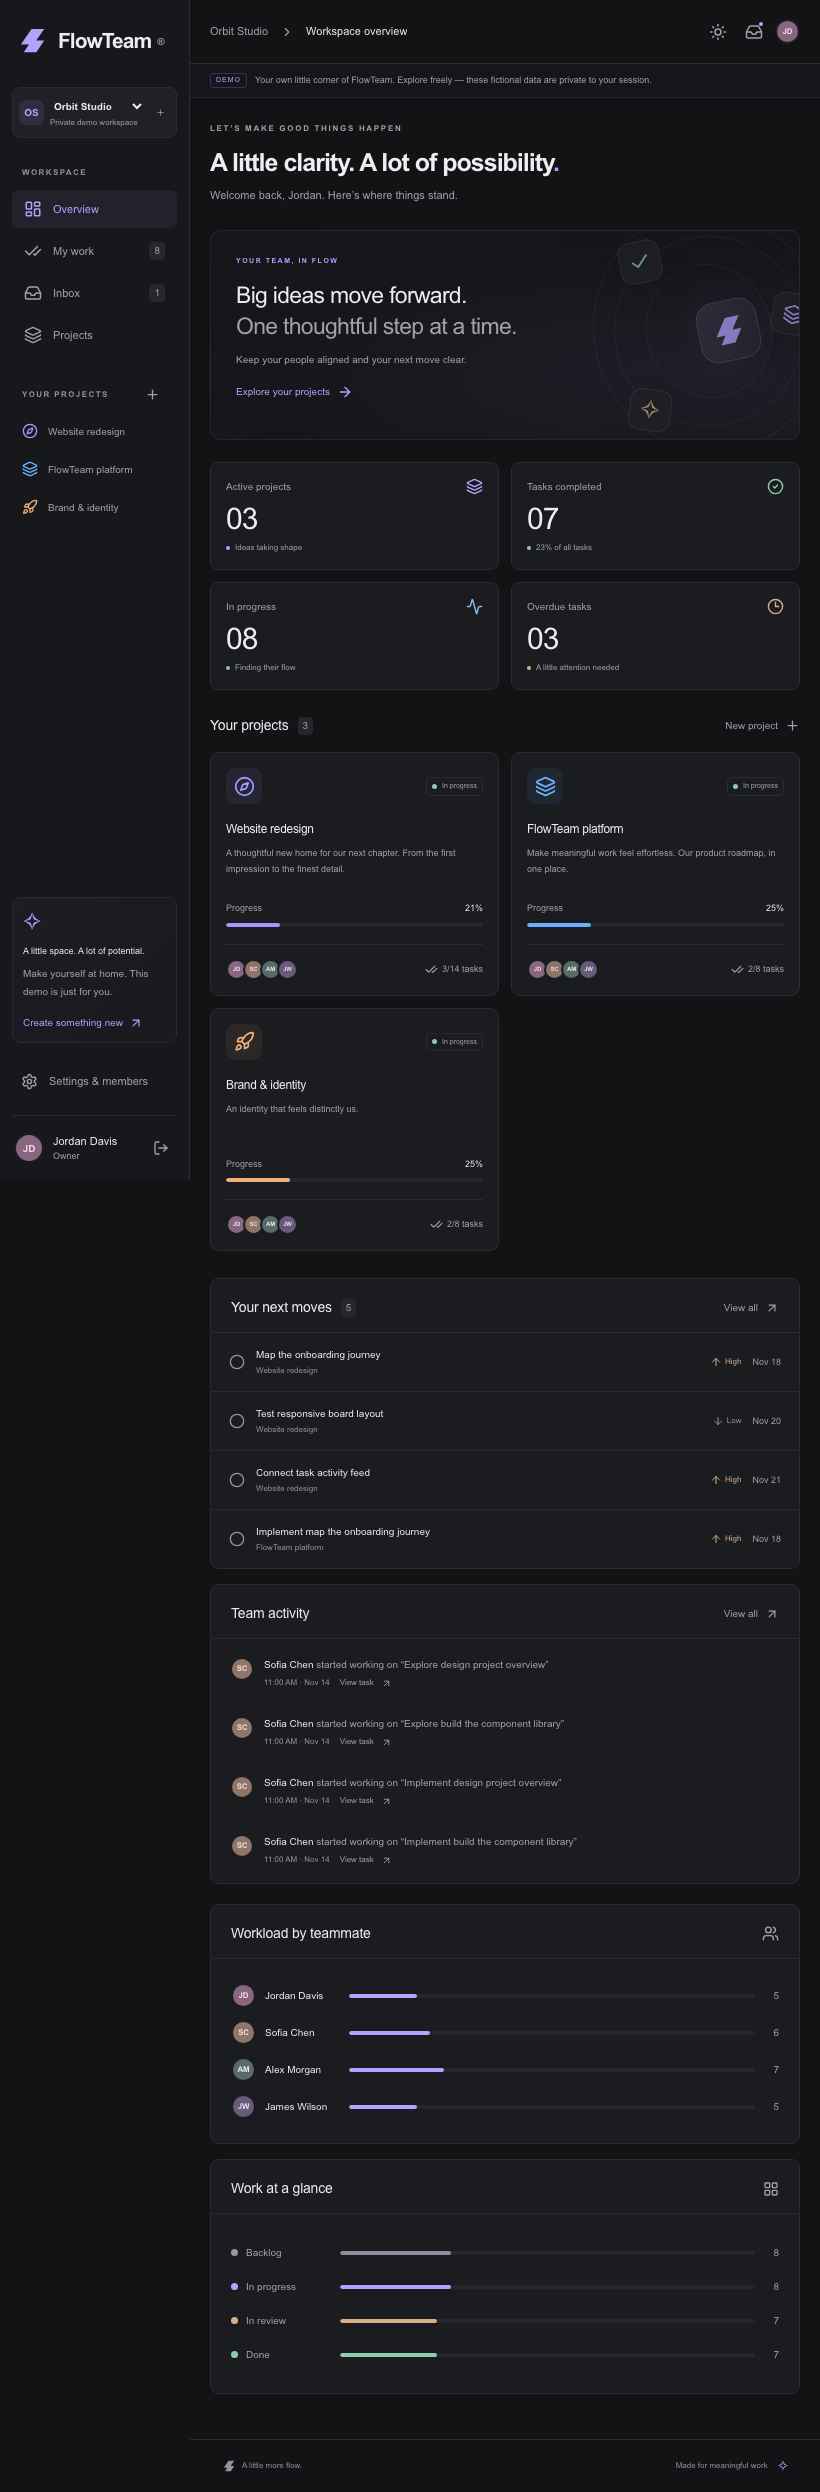 FlowTeam ®
OS
Orbit Studio
Private demo workspace
WORKSPACE
Overview
My work 8
Inbox 1
Projects
YOUR PROJECTS
Website redesign
FlowTeam platform
Brand & identity
A little space. A lot of potential.
Make yourself at home. This
demo is just for you.
Create something new
Settings & members
JD
Jordan Davis
Owner
Orbit Studio Workspace overview JD
DEMO Your own little corner of FlowTeam. Explore freely — these fictional data are private to your session.
LET'S MAKE GOOD THINGS HAPPEN
A little clarity. A lot of possibility.
Welcome back, Jordan. Here's where things stand.
YOUR TEAM, IN FLOW
Big ideas move forward.
One thoughtful step at a time.
Keep your people aligned and your next move clear.
Explore your projects
Active projects
03
Ideas taking shape
Tasks completed
07
23% of all tasks
In progress
08
Finding their flow
Overdue tasks
03
A little attention needed
Your projects 3 New project
In progress
Website redesign
A thoughtful new home for our next chapter. From the first
impression to the finest detail.
Progress 21%
JD SC AM JW 3/14 tasks
In progress
FlowTeam platform
Make meaningful work feel effortless. Our product roadmap, in
one place.
Progress 25%
JD SC AM JW 2/8 tasks
In progress
Brand & identity
An identity that feels distinctly us.
Progress 25%
JD SC AM JW 2/8 tasks
Your next moves 5 View all
Map the onboarding journey
Website redesign
High Nov 18
Test responsive board layout
Website redesign
Low Nov 20
Connect task activity feed
Website redesign
High Nov 21
Implement map the onboarding journey
FlowTeam platform
High Nov 18
Team activity View all
SC Sofia Chen started working on “Explore design project overview”
11:00 AM · Nov 14 View task
SC Sofia Chen started working on “Explore build the component library”
11:00 AM · Nov 14 View task
SC Sofia Chen started working on “Implement design project overview”
11:00 AM · Nov 14 View task
SC Sofia Chen started working on “Implement build the component library”
11:00 AM · Nov 14 View task
Workload by teammate
JD Jordan Davis 5
SC Sofia Chen 6
AM Alex Morgan 7
JW James Wilson 5
Work at a glance
Backlog 8
In progress 8
In review 7
Done 7
A little more flow.
Made for meaningful work